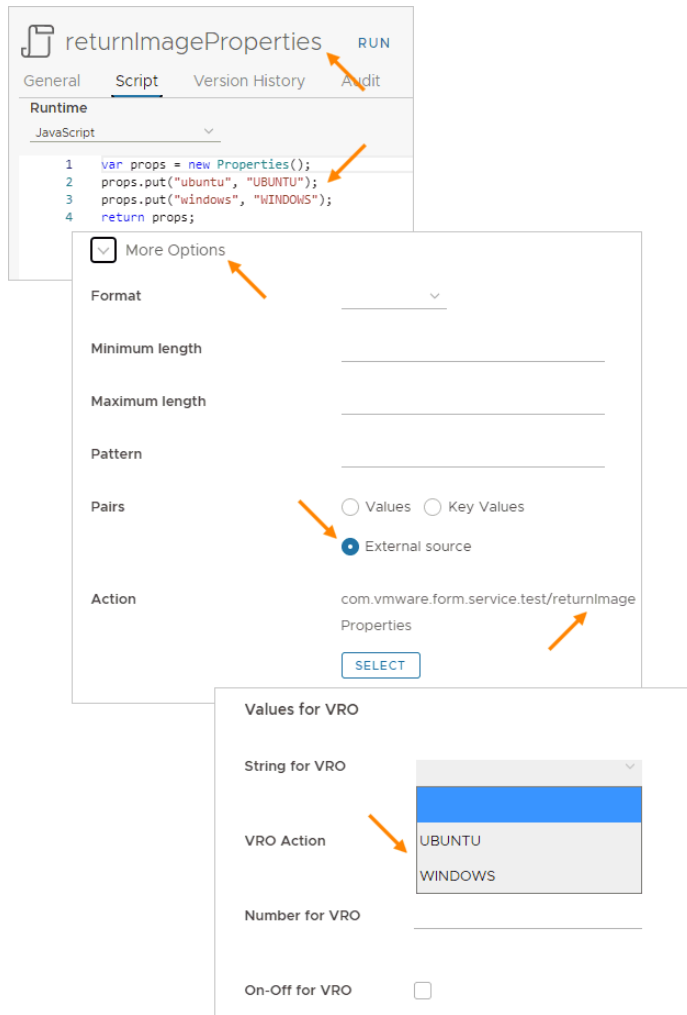 returnImageProperties RUN
General Script Version History Audit
Runtime
JavaScript
1 var props = new Properties();
2 props.put("ubuntu", "UBUNTU");
3 props.put("windows", "WINDOWS");
4 return props;
More Options
Format
Minimum length
Maximum length
Pattern
Pairs Values Key Values
External source
Action com.vmware.form.service.test/returnImage
Properties
SELECT
Values for VRO
String for VRO
VRO Action UBUNTU
WINDOWS
Number for VRO
On-Off for VRO